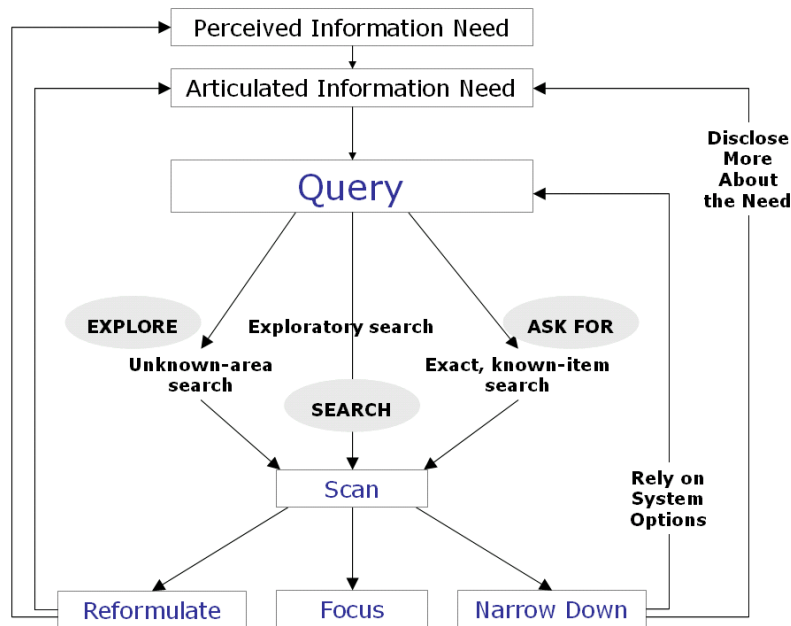 Perceived Information Need
Articulated Information Need
Disclose
More
About
the Need
Query
EXPLORE
Exploratory search
ASK FOR
Unknown-area
search
Exact, known-item
search
SEARCH
Scan
Rely on
System
Options
Reformulate
Focus
Narrow Down